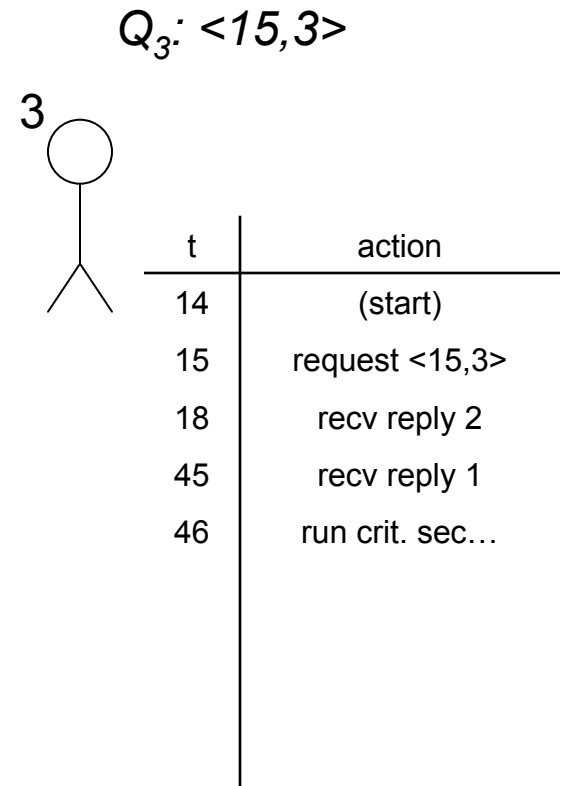 Q₃: <15,3>
3
t action
14 (start)
15 request <15,3>
18 recv reply 2
45 recv reply 1
46 run crit. sec…